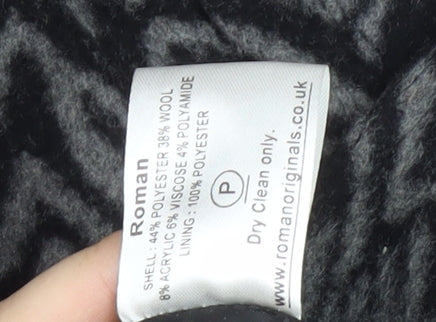 Roman
SHELL : 44% POLYESTER 38% WOOL
8% ACRYLIC 6% VISCOSE 4% POLYAMIDE
LINING : 100% POLYESTER
P
Dry Clean only.
www.romanoriginals.co.uk